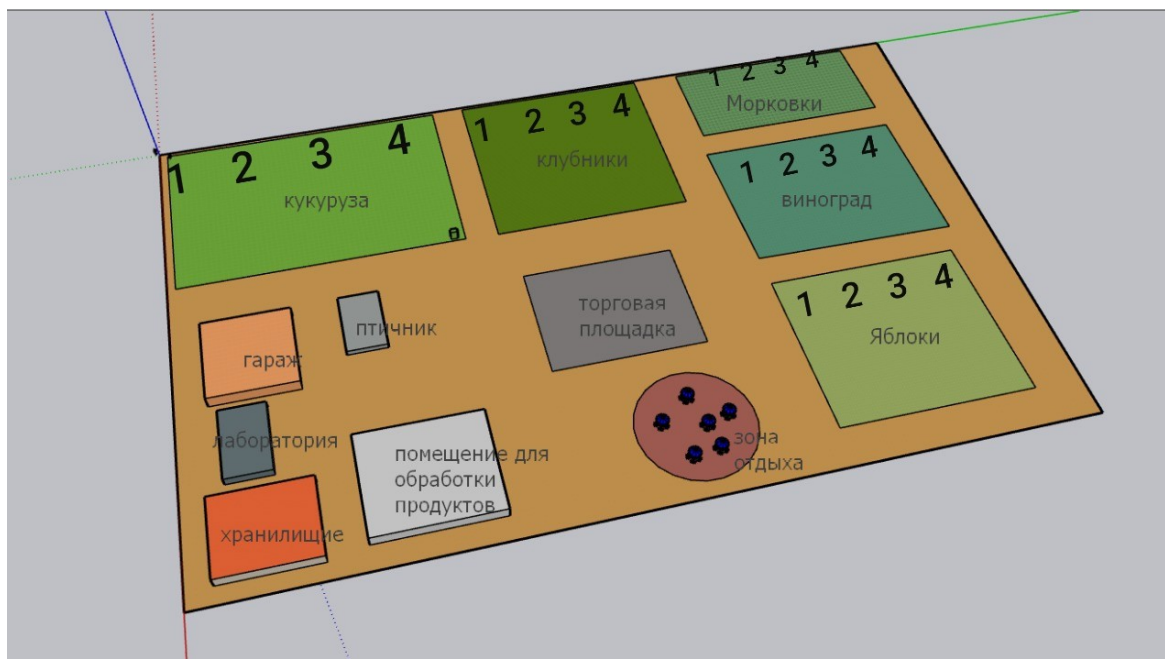 1 2 3 4
Морковки
1 2 3 4
клубники
1 2 3 4
кукуруза
1 2 3 4
виноград
1 2 3 4
Яблоки
торговая
площадка
птичник
гараж
лаборатория
помещение для
обработки
продуктов
зона
отдыха
хранилищие